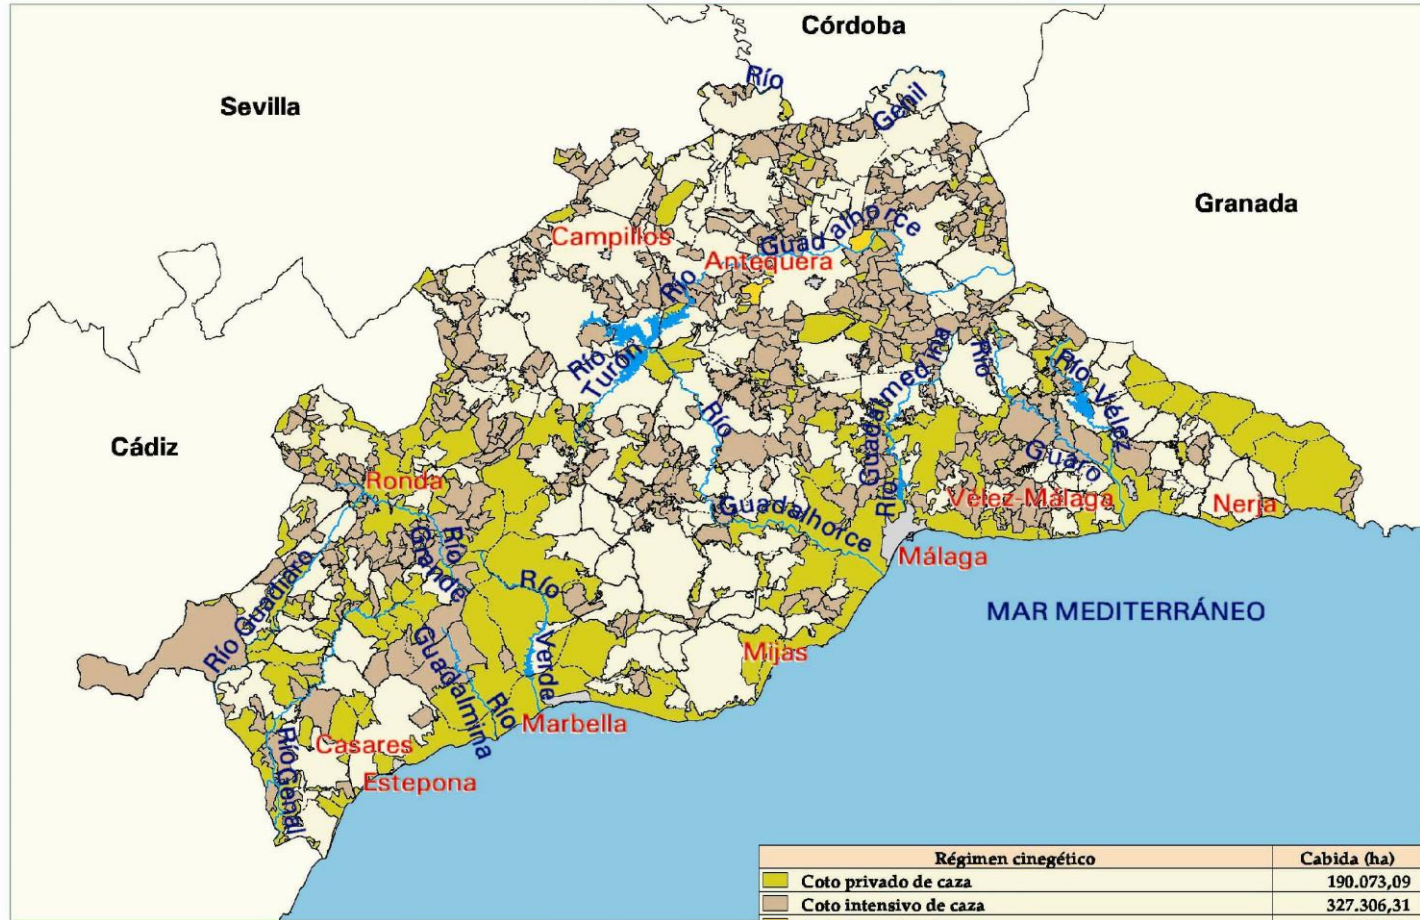 Córdoba
Río
Sevilla
Genil
Granada
Campillos
Guadalhorce
Antequera
Río
Río
Turón
Río
Guadalmedina
Río
Río Vélez
Cádiz
Ronda
Guaro
Río
Vélez-Málaga
Nerja
Guadalhorce
Río
Grande
Málaga
Río Guadiaro
Río
MAR MEDITERRÁNEO
Verde
Mijas
Guadalmina
Río
Marbella
Casares
Río Genal
Estepona
Régimen cinegético Cabida (ha)
Coto privado de caza 190.073,09
Coto intensivo de caza 327.306,31